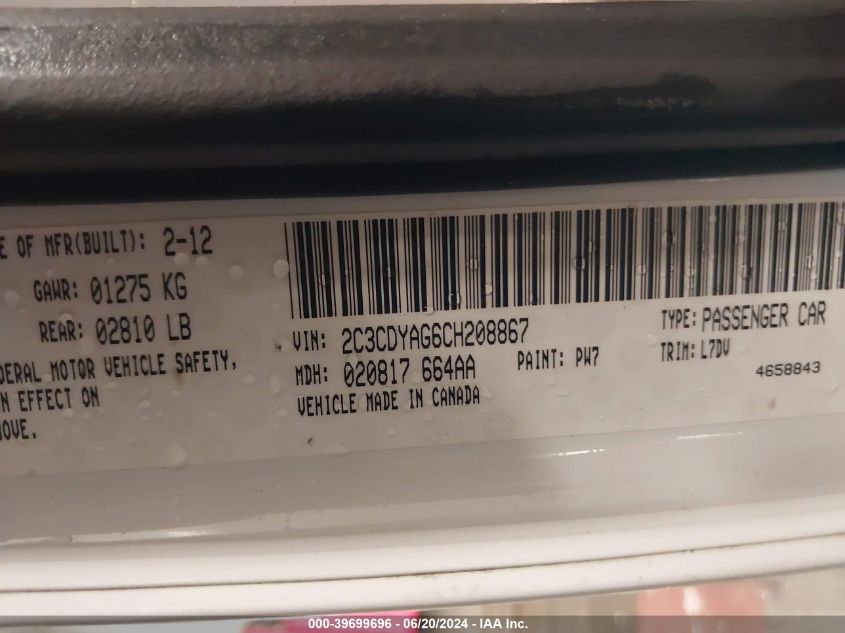 E OF MFR(BUILT): 2-12
GAWR: 01275 KG
REAR: 02810 LB
DERAL MOTOR VEHICLE SAFETY,
N EFFECT ON
OVE.
VIN: 2C3CDYAG6CH208867
TYPE: PASSENGER CAR
MDH: 020817 664AA
PAINT: PW7
TRIM: L7DV
VEHICLE MADE IN CANADA
4658843
000-39699696 - 06/20/2024 - IAA Inc.